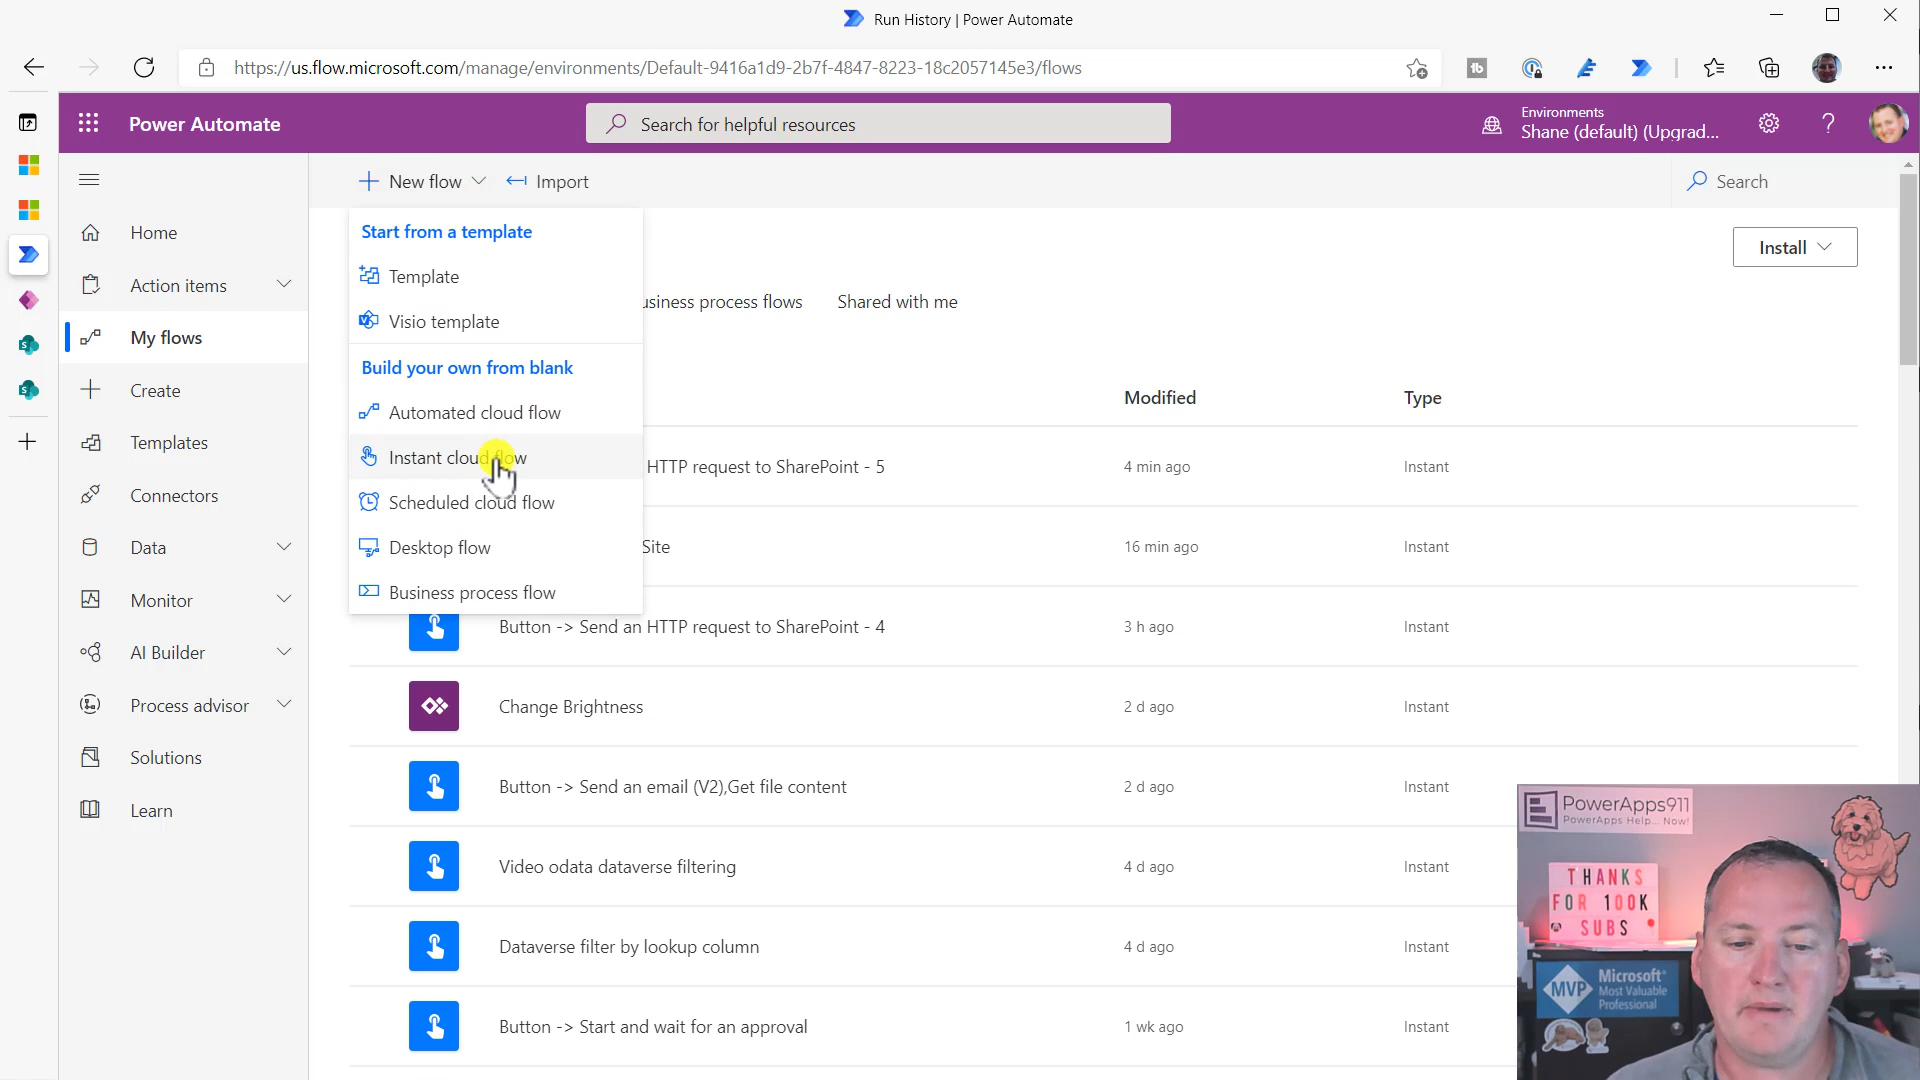 Run History | Power Automate
https://us.flow.microsoft.com/manage/environments/Default-9416a1d9-2b7f-4847-8223-18c2057145e3/flows
Power Automate
Search for helpful resources
Environments
Shane (default) (Upgrad...
New flow
Import
Search
Home
Action items
My flows
Create
Templates
Connectors
Data
Monitor
AI Builder
Process advisor
Solutions
Learn
Start from a template
Template
Visio template
Build your own from blank
Automated cloud flow
Instant cloud flow
Scheduled cloud flow
Desktop flow
Business process flow
Install
usiness process flows
Shared with me
Modified
Type
HTTP request to SharePoint - 5
4 min ago
Instant
Site
16 min ago
Instant
Button -> Send an HTTP request to SharePoint - 4
3 h ago
Instant
Change Brightness
2 d ago
Instant
Button -> Send an email (V2),Get file content
2 d ago
Instant
Video odata dataverse filtering
4 d ago
Instant
Dataverse filter by lookup column
4 d ago
Instant
Button -> Start and wait for an approval
1 wk ago
Instant
PowerApps911
PowerApps Help... Now!
THANKS
FOR 100K
SUBS
MVP
Microsoft
Most Valuable
Professional